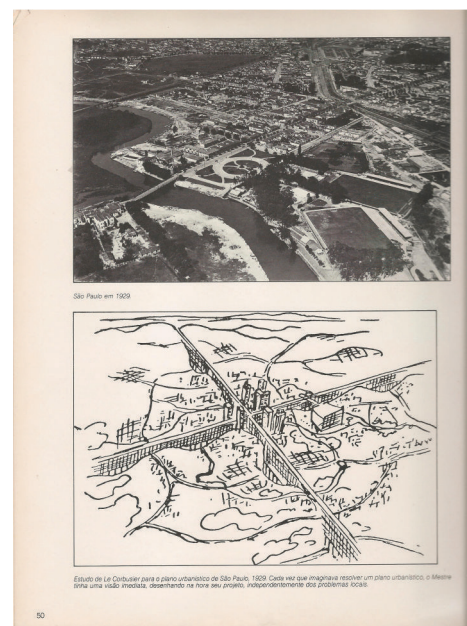 São Paulo em 1929.
Estudo de Le Corbusier para o plano urbanístico de São Paulo, 1929. Cada vez que imaginava resolver um plano urbanístico, o Mestre
tinha uma visão imediata, desenhando na hora seu projeto, independentemente dos problemas locais.
50